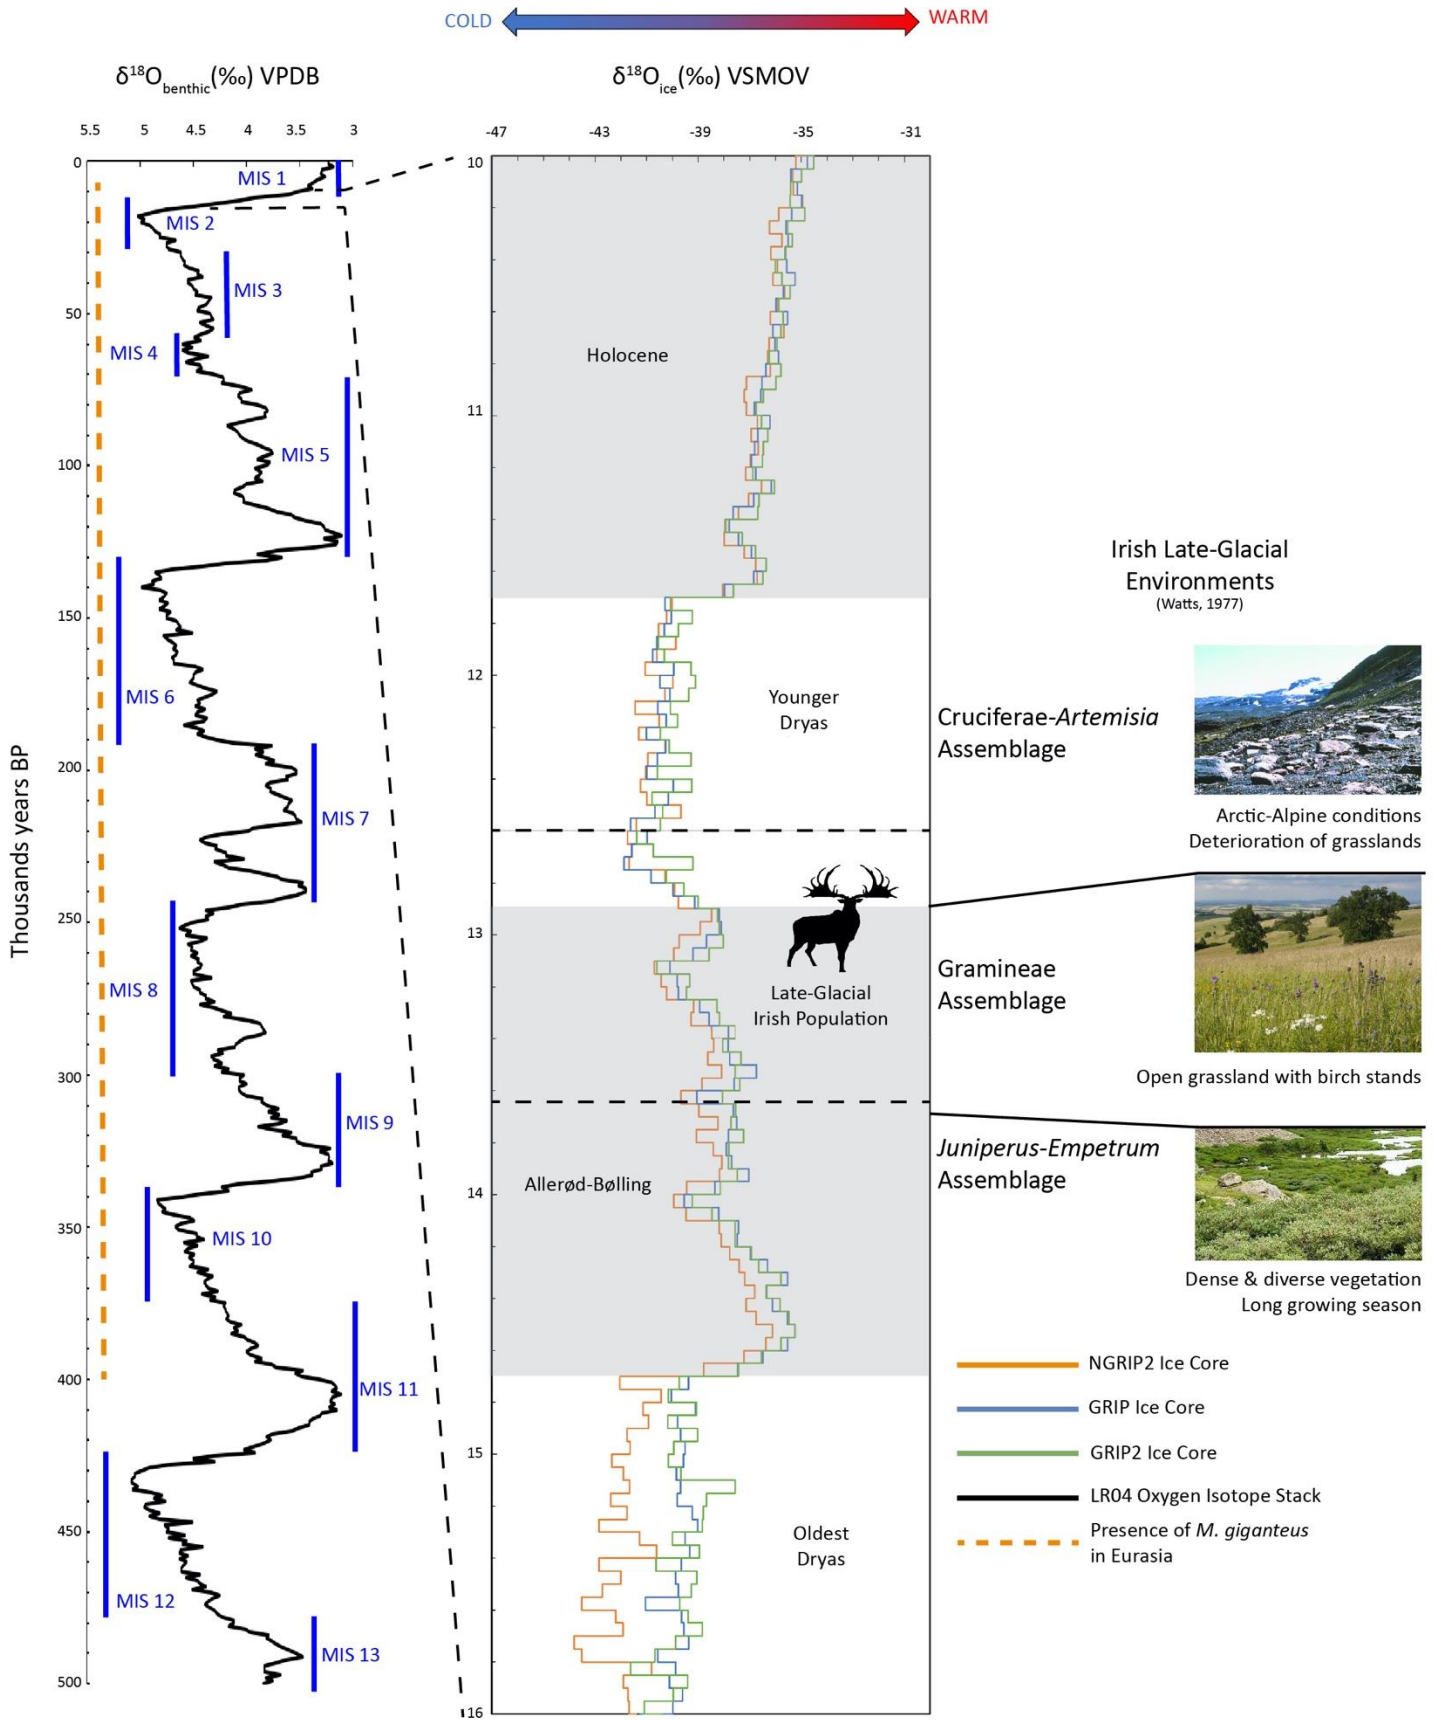 COLD
WARM
δ¹⁸O_benthic(‰) VPDB
δ¹⁸O_ice(‰) VSMOV
5.5 5 4.5 4 3.5 3
-47 -43 -39 -35 -31
Thousands years BP
0
50
100
150
200
250
300
350
400
450
500
MIS 1
MIS 2
MIS 3
MIS 4
MIS 5
MIS 6
MIS 7
MIS 8
MIS 9
MIS 10
MIS 11
MIS 12
MIS 13
10
11
12
13
14
15
16
Holocene
Younger
Dryas
Late-Glacial
Irish Population
Allerød-Bølling
Oldest
Dryas
Irish Late-Glacial
Environments
(Watts, 1977)
Cruciferae-Artemisia
Assemblage
Arctic-Alpine conditions
Deterioration of grasslands
Gramineae
Assemblage
Open grassland with birch stands
Juniperus-Empetrum
Assemblage
Dense & diverse vegetation
Long growing season
NGRIP2 Ice Core
GRIP Ice Core
GRIP2 Ice Core
LR04 Oxygen Isotope Stack
Presence of M. giganteus
in Eurasia